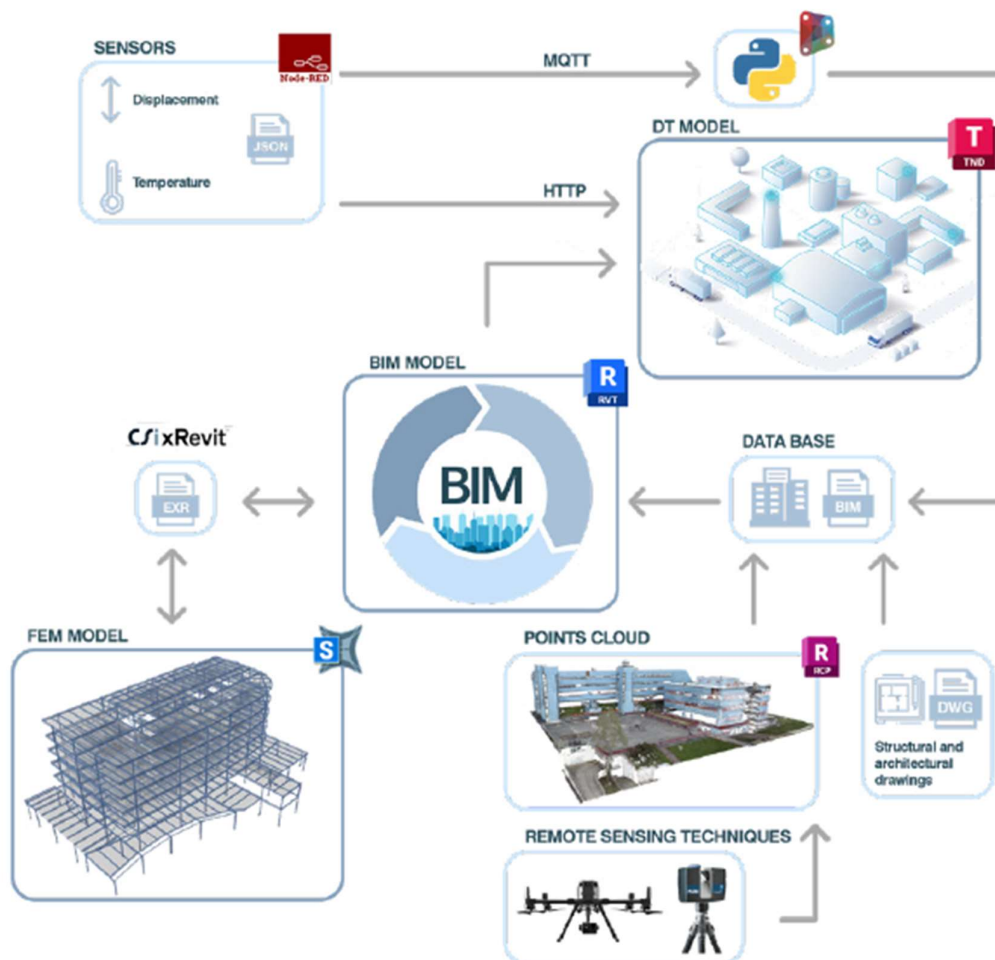 SENSORS
Node-RED
MQTT
Displacement
JSON
Temperature
HTTP
DT MODEL
T
TND
BIM MODEL
R
RVT
CSixRevit
EXR
BIM
DATA BASE
BIM
FEM MODEL
S
POINTS CLOUD
R
RCP
DWG
Structural and
architectural
drawings
REMOTE SENSING TECHNIQUES